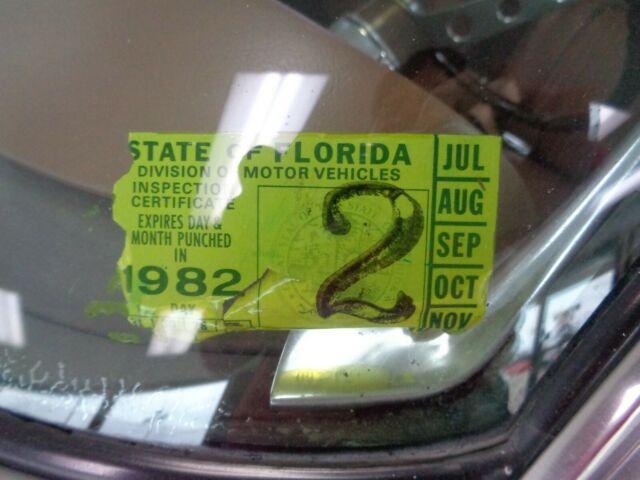 STATE OF FLORIDA
DIVISION OF MOTOR VEHICLES
INSPECTION
CERTIFICATE
EXPIRES DAY &
MONTH PUNCHED
IN
1982
DAY
2
JUL
AUG
SEP
OCT
NOV